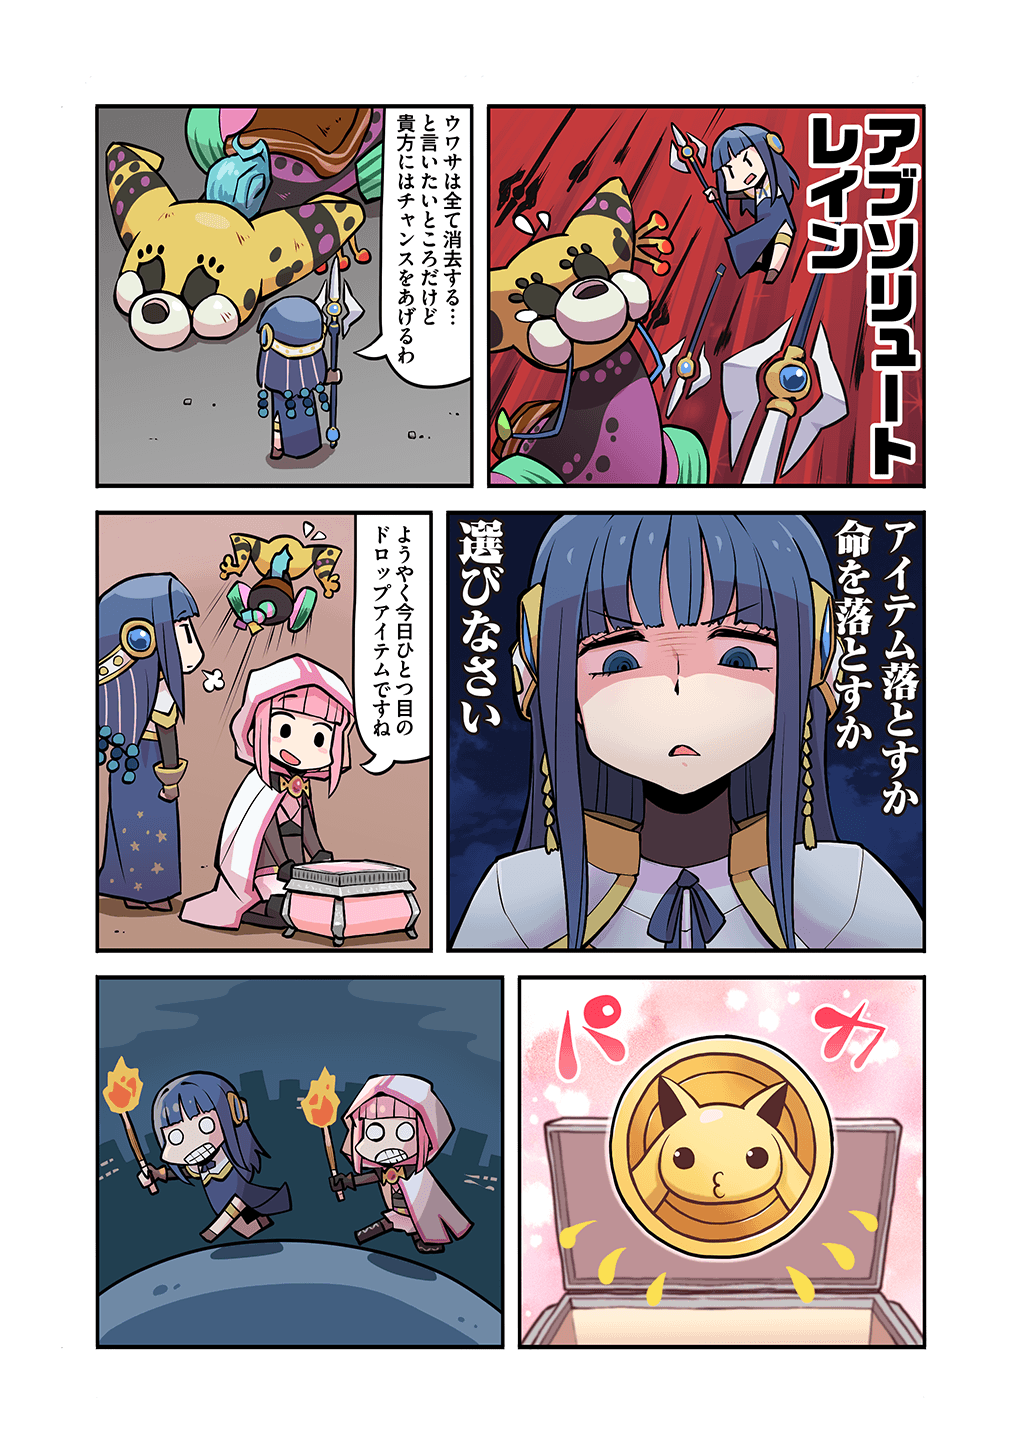 アブソリュート
レイン
ウワサは全て消去する…
と言いたいところだけど
貴方にはチャンスをあげるわ
アイテム落とすか
命を落とすか
選びなさい
ようやく今日ひとつ目の
ドロップアイテムですね
パカ